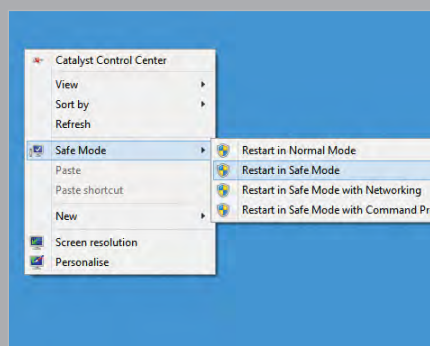 Catalyst Control Center
View
Sort by
Refresh
Safe Mode
Paste
Paste shortcut
New
Screen resolution
Personalise
Restart in Normal Mode
Restart in Safe Mode
Restart in Safe Mode with Networking
Restart in Safe Mode with Command Pr